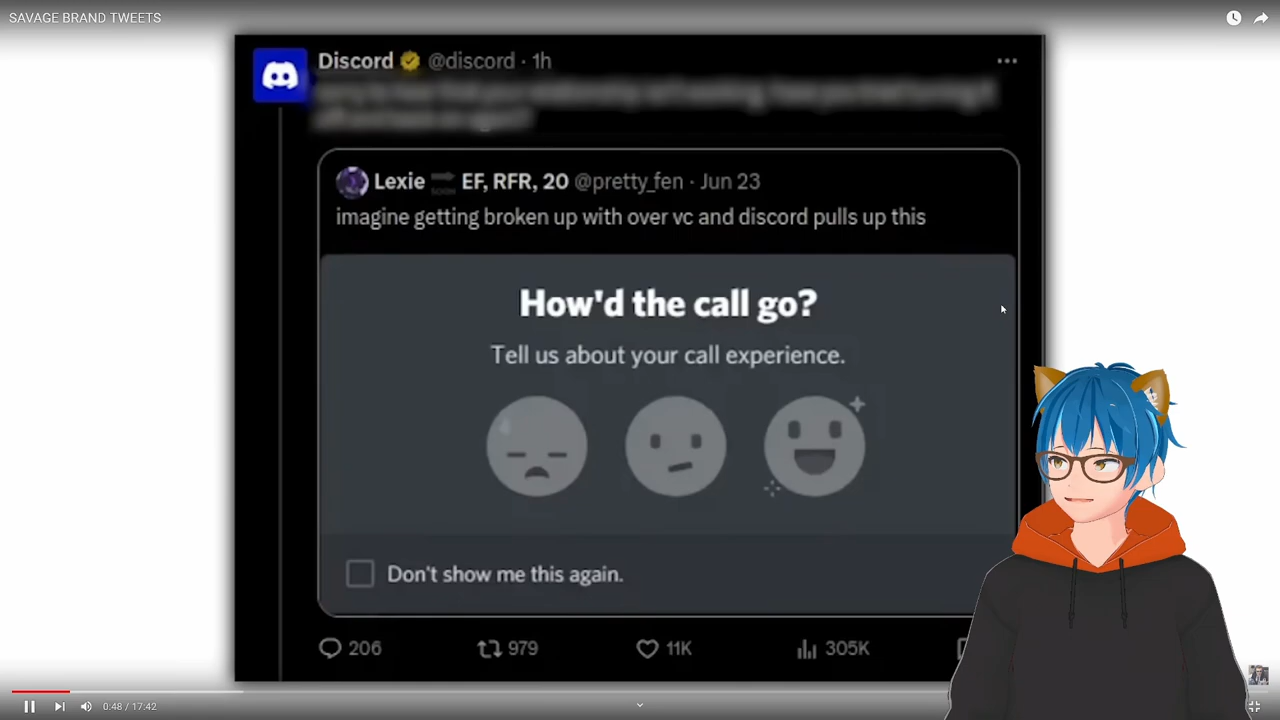 SAVAGE BRAND TWEETS
Discord @discord · 1h
Lexie EF, RFR, 20 @pretty_fen · Jun 23
imagine getting broken up with over vc and discord pulls up this
How'd the call go?
Tell us about your call experience.
Don't show me this again.
206 979 11K 305K
0:48 / 17:42